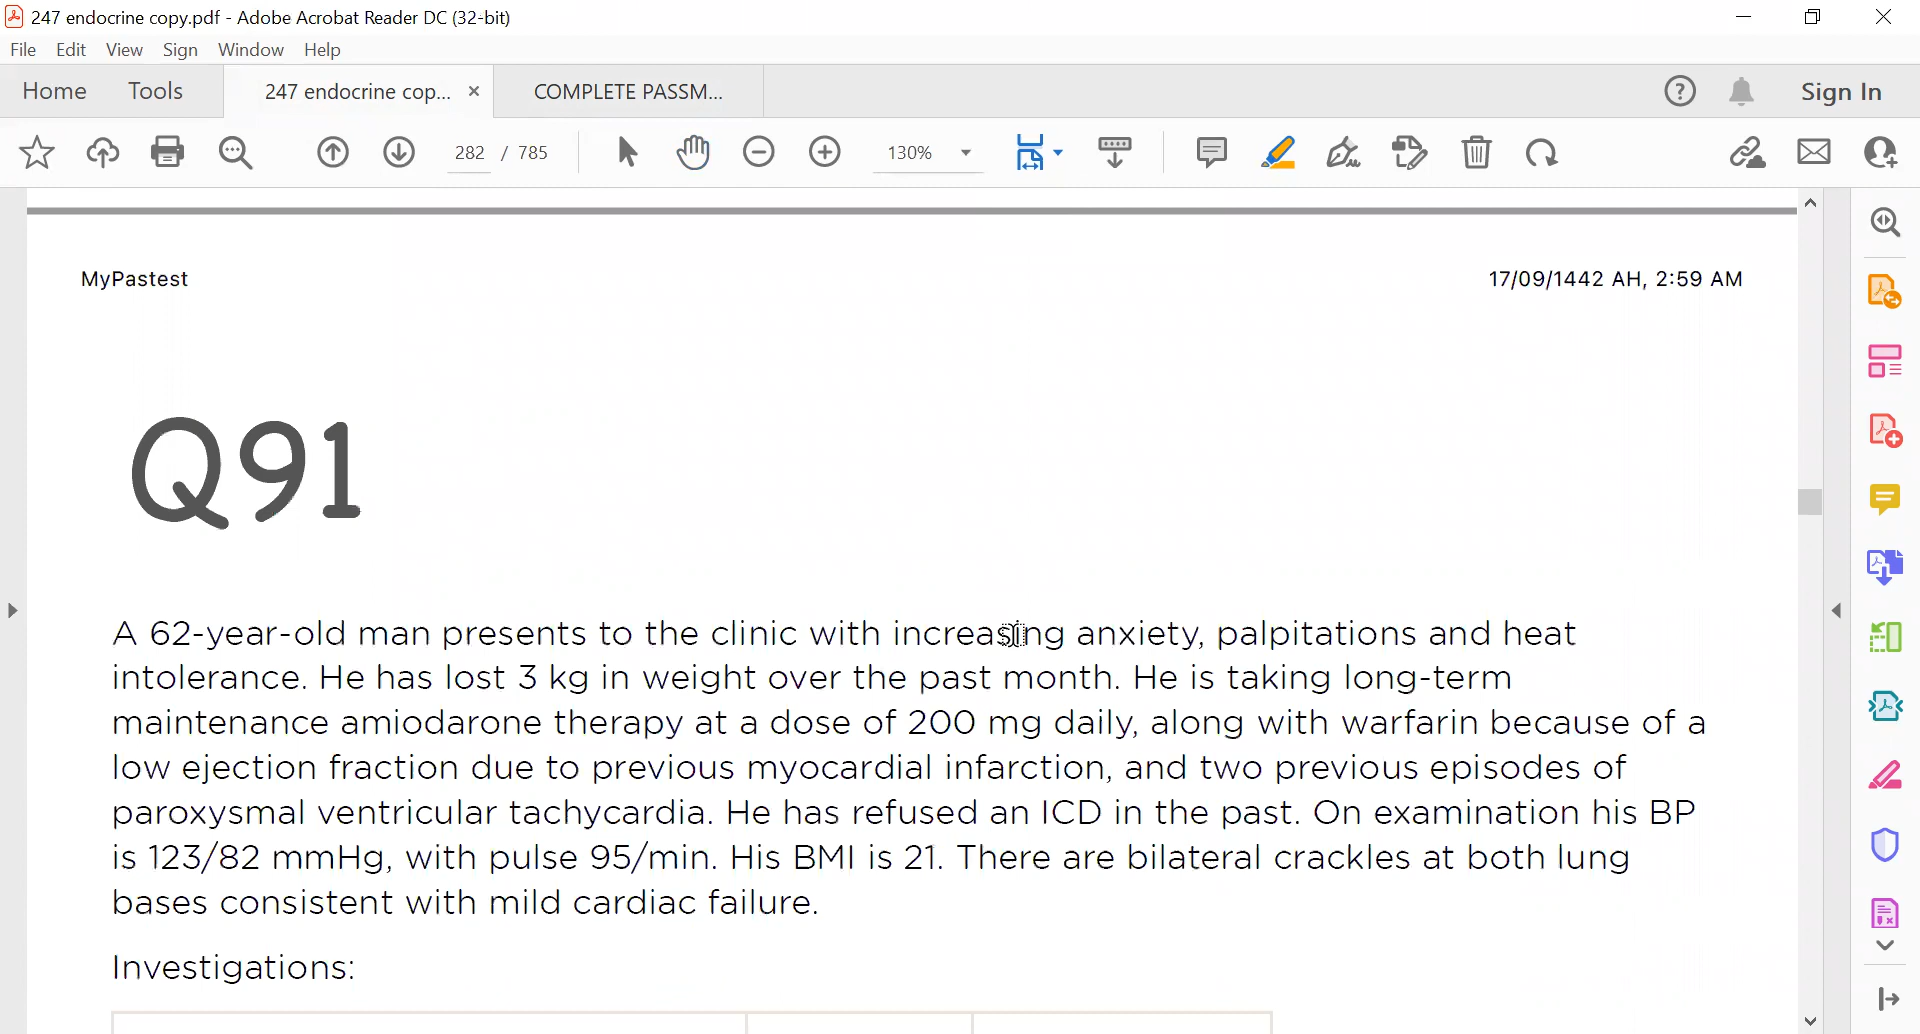 247 endocrine copy.pdf - Adobe Acrobat Reader DC (32-bit)
File Edit View Sign Window Help
Home Tools 247 endocrine cop... × COMPLETE PASSM... Sign In
282 / 785 130%
MyPastest 17/09/1442 AH, 2:59 AM
Q91
A 62-year-old man presents to the clinic with increasing anxiety, palpitations and heat
intolerance. He has lost 3 kg in weight over the past month. He is taking long-term
maintenance amiodarone therapy at a dose of 200 mg daily, along with warfarin because of a
low ejection fraction due to previous myocardial infarction, and two previous episodes of
paroxysmal ventricular tachycardia. He has refused an ICD in the past. On examination his BP
is 123/82 mmHg, with pulse 95/min. His BMI is 21. There are bilateral crackles at both lung
bases consistent with mild cardiac failure.
Investigations: